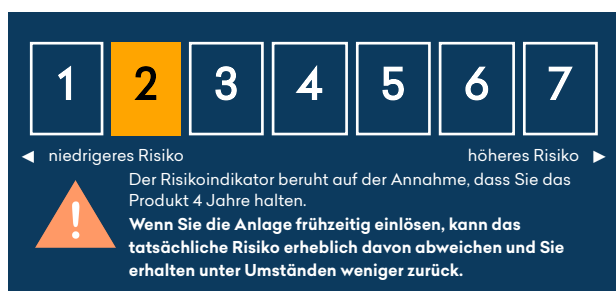 1 2 3 4 5 6 7
◄ niedrigeres Risiko höheres Risiko ►
Der Risikoindikator beruht auf der Annahme, dass Sie das
Produkt 4 Jahre halten.
!
Wenn Sie die Anlage frühzeitig einlösen, kann das
tatsächliche Risiko erheblich davon abweichen und Sie
erhalten unter Umständen weniger zurück.